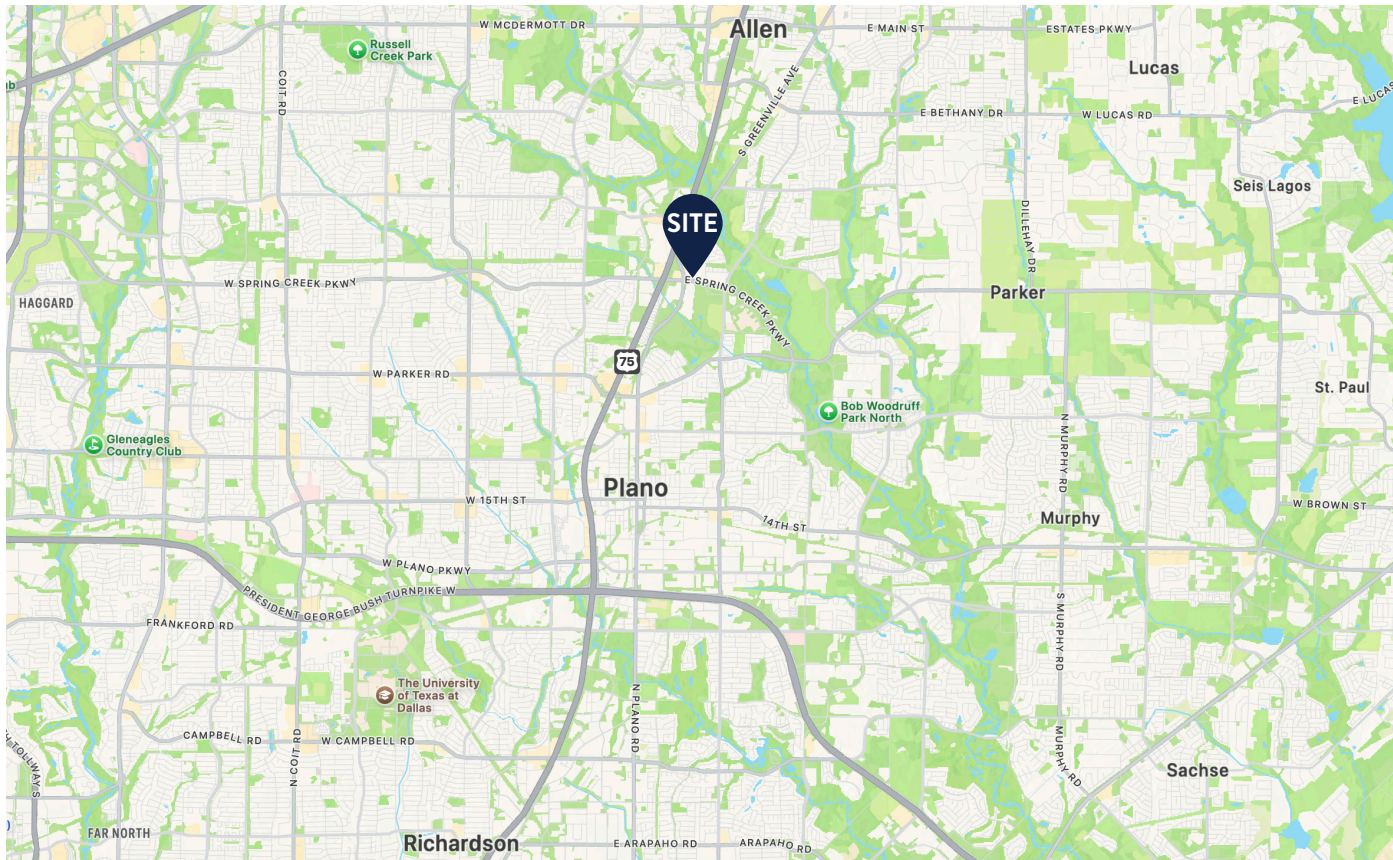 W MCDERMOTT DR
Allen
E MAIN ST
ESTATES PKWY
Russell
Creek Park
Lucas
COIT RD
S GREENVILLE AVE
E BETHANY DR
W LUCAS RD
E LUCAS
Seis Lagos
SITE
DILLEHAY DR
W SPRING CREEK PKWY
E SPRING CREEK PKWY
HAGGARD
Parker
75
W PARKER RD
St. Paul
Bob Woodruff
Park North
N MURPHY RD
Gleneagles
Country Club
Plano
W 15TH ST
14TH ST
Murphy
W BROWN ST
W PLANO PKWY
PRESIDENT GEORGE BUSH TURNPIKE W
FRANKFORD RD
S MURPHY RD
The University
of Texas at
Dallas
N PLANO RD
CAMPBELL RD
W CAMPBELL RD
N COIT RD
TOLLWAY S
MURPHY RD
Sachse
FAR NORTH
Richardson
E ARAPAHO RD
ARAPAHO RD